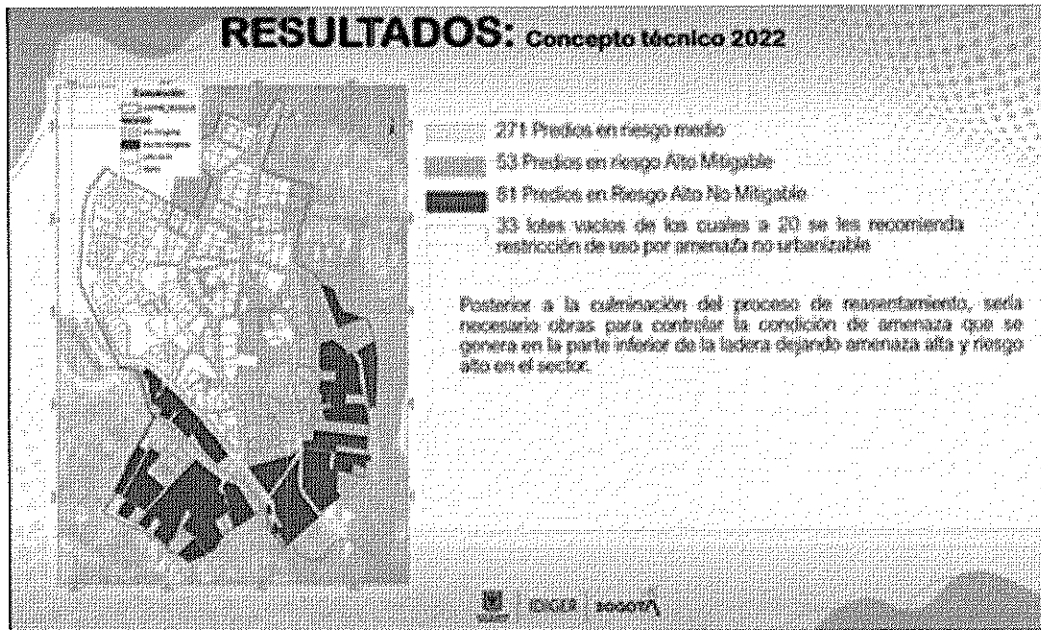 RESULTADOS: Concepto técnico 2022
271 Predios en riesgo medio
53 Predios en riesgo Alto Mitigable
81 Predios en Riesgo Alto No Mitigable
33 lotes vacios de los cuales a 20 se les recomienda
restricción de uso por amenaza no urbanizable
Posterior a la culminación del proceso de reasentamiento, sería
necesario obras para controlar la condición de amenaza que se
genera en la parte inferior de la ladera dejando amenaza alta y riesgo
alto en el sector.
IDIGER BOGOTÁ